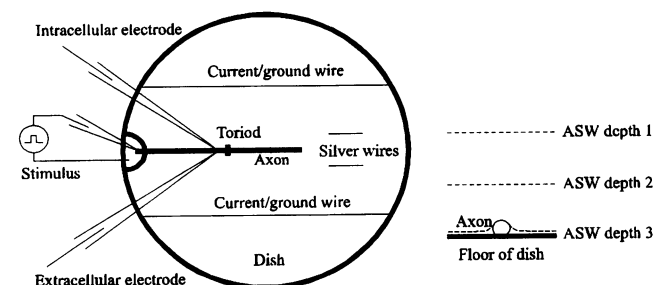 Intracellular electrode
Current/ground wire
Toriod
Axon
Silver wires
Stimulus
Current/ground wire
Dish
Extracellular electrode
ASW depth 1
ASW depth 2
Axon
ASW depth 3
Floor of dish